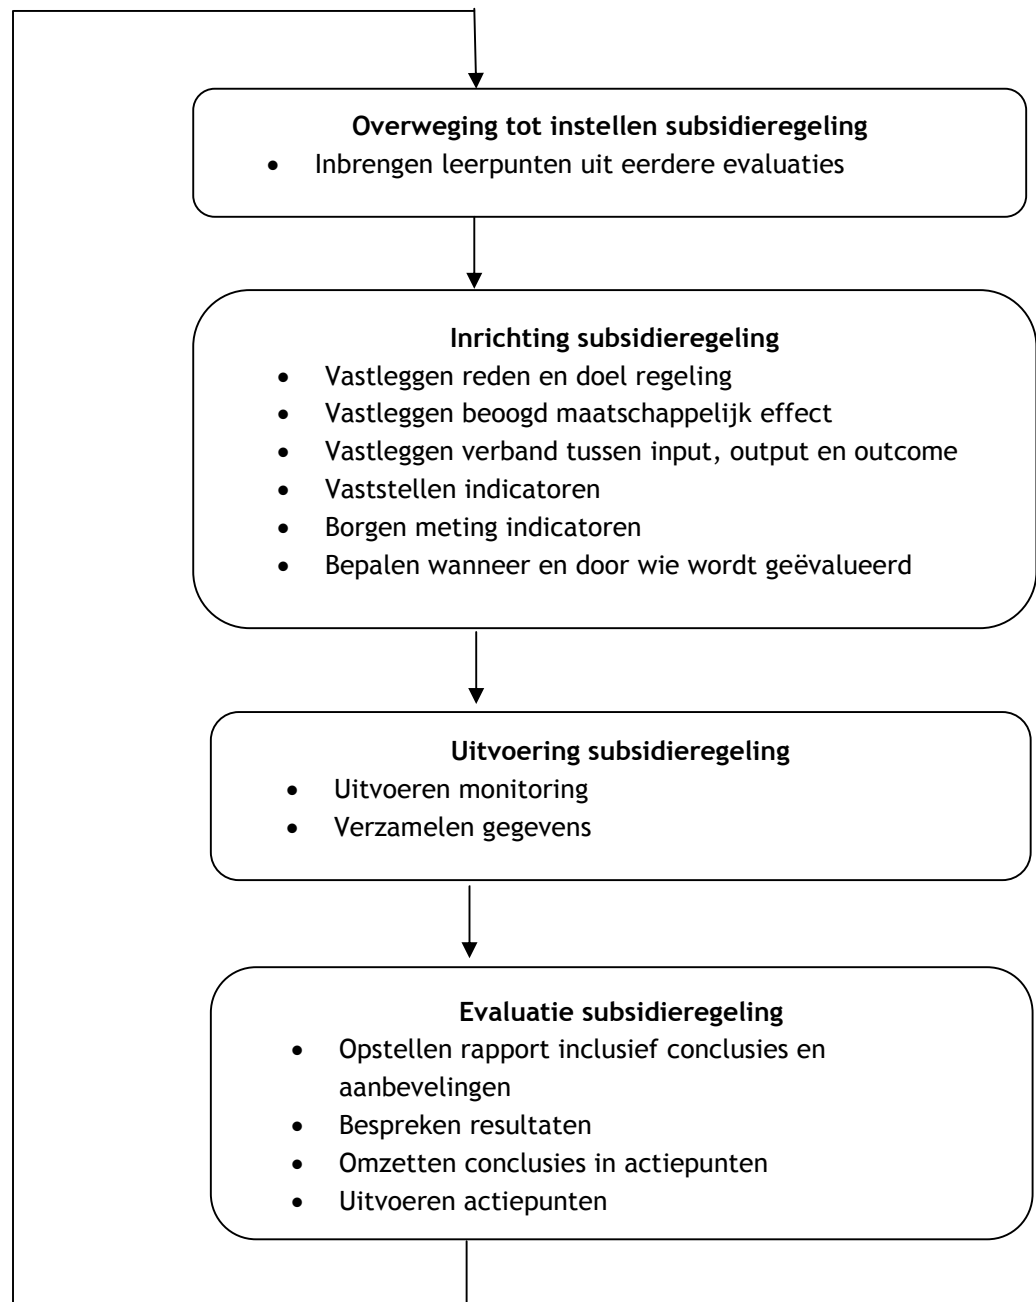 Overweging tot instellen subsidieregeling
• Inbrengen leerpunten uit eerdere evaluaties
Inrichting subsidieregeling
• Vastleggen reden en doel regeling
• Vastleggen beoogd maatschappelijk effect
• Vastleggen verband tussen input, output en outcome
• Vaststellen indicatoren
• Borgen meting indicatoren
• Bepalen wanneer en door wie wordt geëvalueerd
Uitvoering subsidieregeling
• Uitvoeren monitoring
• Verzamelen gegevens
Evaluatie subsidieregeling
• Opstellen rapport inclusief conclusies en
aanbevelingen
• Bespreken resultaten
• Omzetten conclusies in actiepunten
• Uitvoeren actiepunten